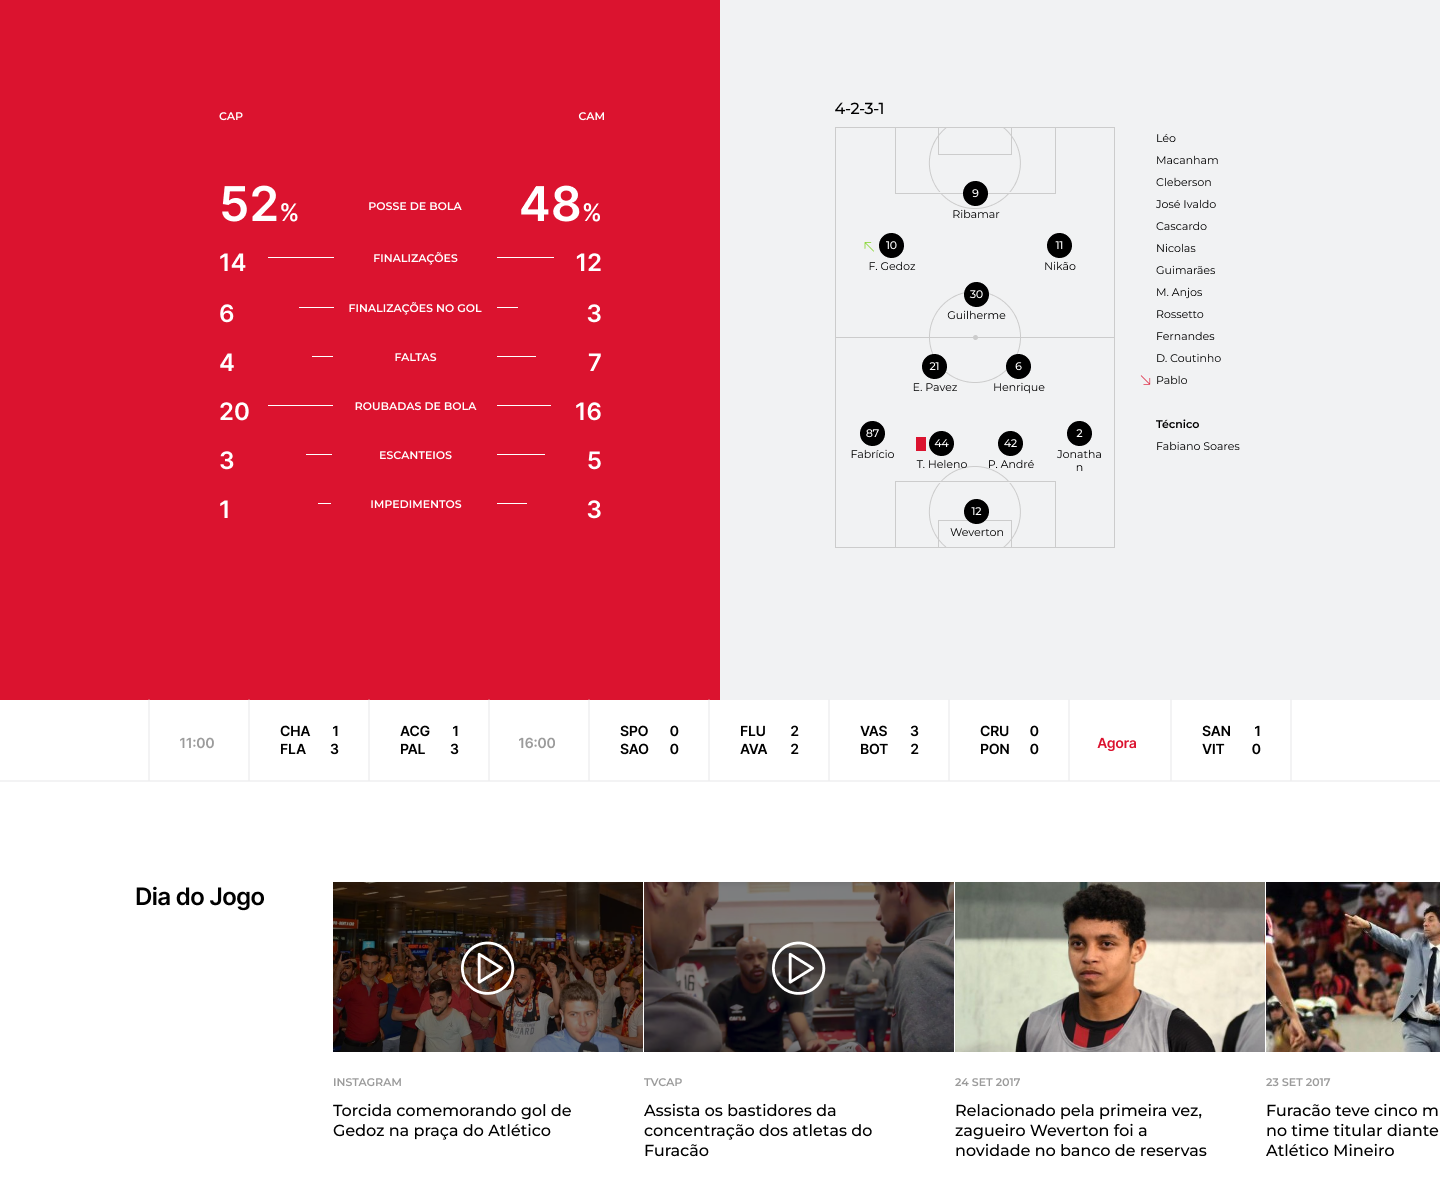 CAP CAM
52% POSSE DE BOLA 48%
14 FINALIZAÇÕES 12
6 FINALIZAÇÕES NO GOL 3
4 FALTAS 7
20 ROUBADAS DE BOLA 16
3 ESCANTEIOS 5
1 IMPEDIMENTOS 3
4-2-3-1
9
Ribamar
10 11
F. Gedoz Nikão
30
Guilherme
21 6
E. Pavez Henrique
87 44 42 2
Fabrício T. Heleno P. André Jonatha
n
12
Weverton
Léo
Macanham
Cleberson
José Ivaldo
Cascardo
Nicolas
Guimarães
M. Anjos
Rossetto
Fernandes
D. Coutinho
Pablo
Técnico
Fabiano Soares
11:00
CHA 1
FLA 3
ACG 1
PAL 3
16:00
SPO 0
SAO 0
FLU 2
AVA 2
VAS 3
BOT 2
CRU 0
PON 0
Agora
SAN 1
VIT 0
Dia do Jogo
INSTAGRAM
Torcida comemorando gol de
Gedoz na praça do Atlético
TVCAP
Assista os bastidores da
concentração dos atletas do
Furacão
24 SET 2017
Relacionado pela primeira vez,
zagueiro Weverton foi a
novidade no banco de reservas
23 SET 2017
Furacão teve cinco m
no time titular diante
Atlético Mineiro